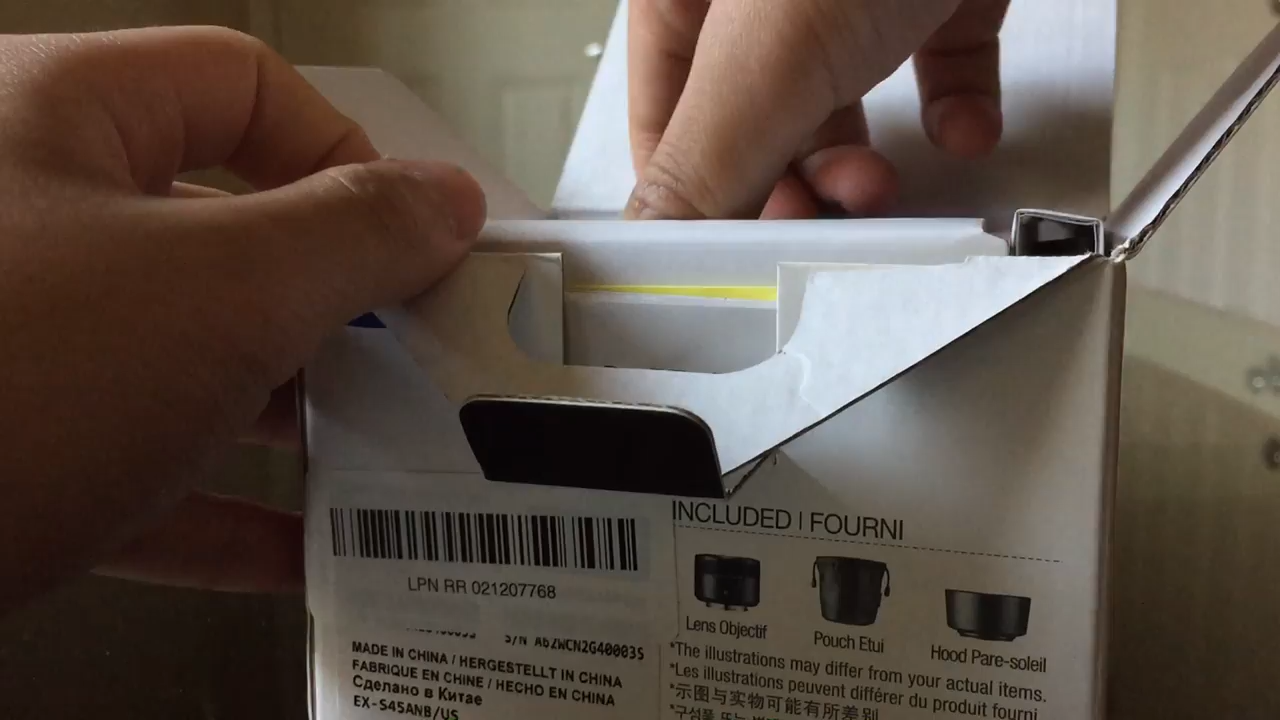 INCLUDED | FOURNI
LPN RR 021207768
Lens Objectif
Pouch Etui
Hood Pare-soleil
S/N A62WCN2G400035
MADE IN CHINA / HERGESTELLT IN CHINA
FABRIQUE EN CHINE / HECHO EN CHINA
Сделано в Китае
EX-S45ANB/US
*The illustrations may differ from your actual items.
*Les illustrations peuvent différer du produit fourni
*示图与实物可能有所差别